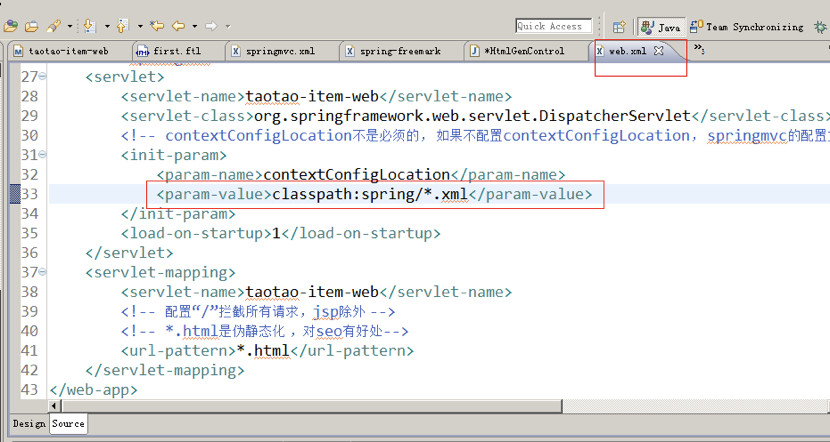 Quick Access
Java
Team Synchronizing
taotao-item-web
first.ftl
springmvc.xml
spring-freemark
*HtmlGenControl
web.xml
»3
27 <servlet>
28 <servlet-name>taotao-item-web</servlet-name>
29 <servlet-class>org.springframework.web.servlet.DispatcherServlet</servlet-class>
30 <!-- contextConfigLocation不是必须的, 如果不配置contextConfigLocation, springmvc的配置
31 <init-param>
32 <param-name>contextConfigLocation</param-name>
33 <param-value>classpath:spring/*.xml</param-value>
34 </init-param>
35 <load-on-startup>1</load-on-startup>
36 </servlet>
37 <servlet-mapping>
38 <servlet-name>taotao-item-web</servlet-name>
39 <!-- 配置“/”拦截所有请求，jsp除外 -->
40 <!-- *.html是伪静态化 ，对seo有好处-->
41 <url-pattern>*.html</url-pattern>
42 </servlet-mapping>
43 </web-app>
Design
Source